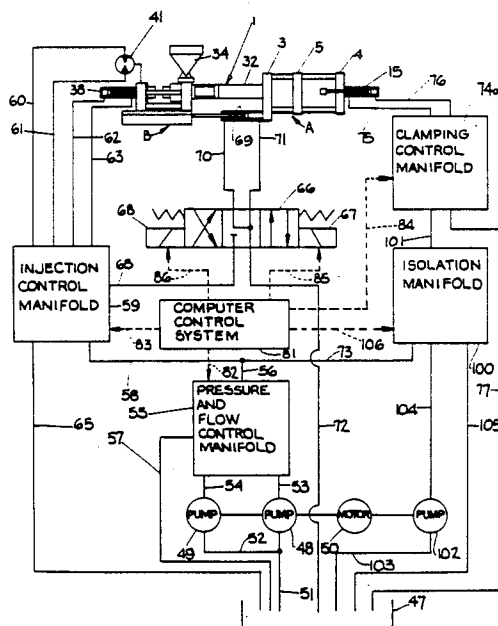 41
34
1
32
3
5
4
15
76
74a
60
38
61
62
63
B
69
70
71
A
75
CLAMPING
CONTROL
MANIFOLD
84
68
66
67
101
INJECTION
CONTROL
MANIFOLD
59
68
86
85
ISOLATION
MANIFOLD
COMPUTER
CONTROL
SYSTEM
83
81
106
73
100
77
58
82
56
55
PRESSURE
AND
FLOW
CONTROL
MANIFOLD
65
57
72
104
105
54
53
PUMP
PUMP
MOTOR
PUMP
49
52
48
50
102
51
103
47